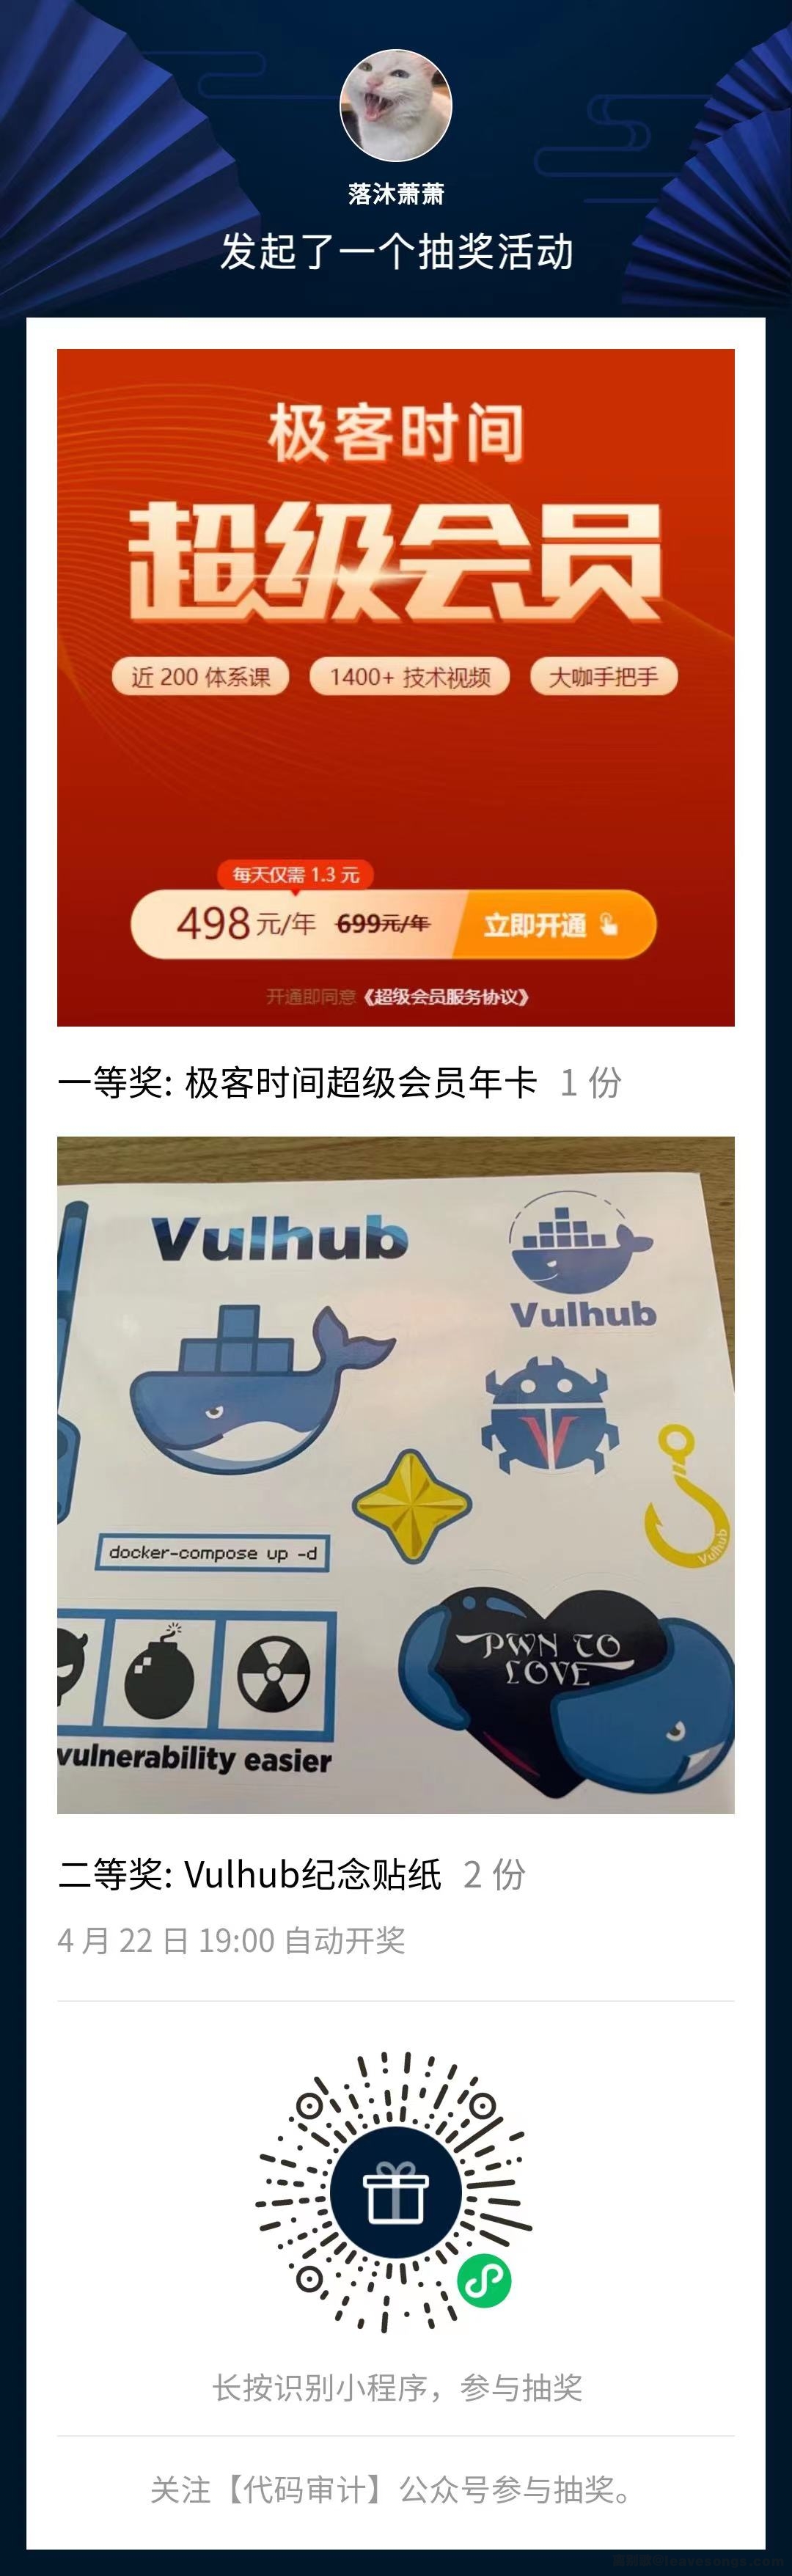 落沐萧萧
发起了一个抽奖活动
极客时间
超级会员
近 200 体系课
1400+ 技术视频
大咖手把手
每天仅需 1.3 元
498元/年 699元/年 立即开通
开通即同意《超级会员服务协议》
一等奖: 极客时间超级会员年卡 1 份
Vulhub
Vulhub
V
Vulhub
docker-compose up -d
PWN TO
LOVE
vulnerability easier
二等奖: Vulhub纪念贴纸 2 份
4 月 22 日 19:00 自动开奖
长按识别小程序，参与抽奖
关注【代码审计】公众号参与抽奖。